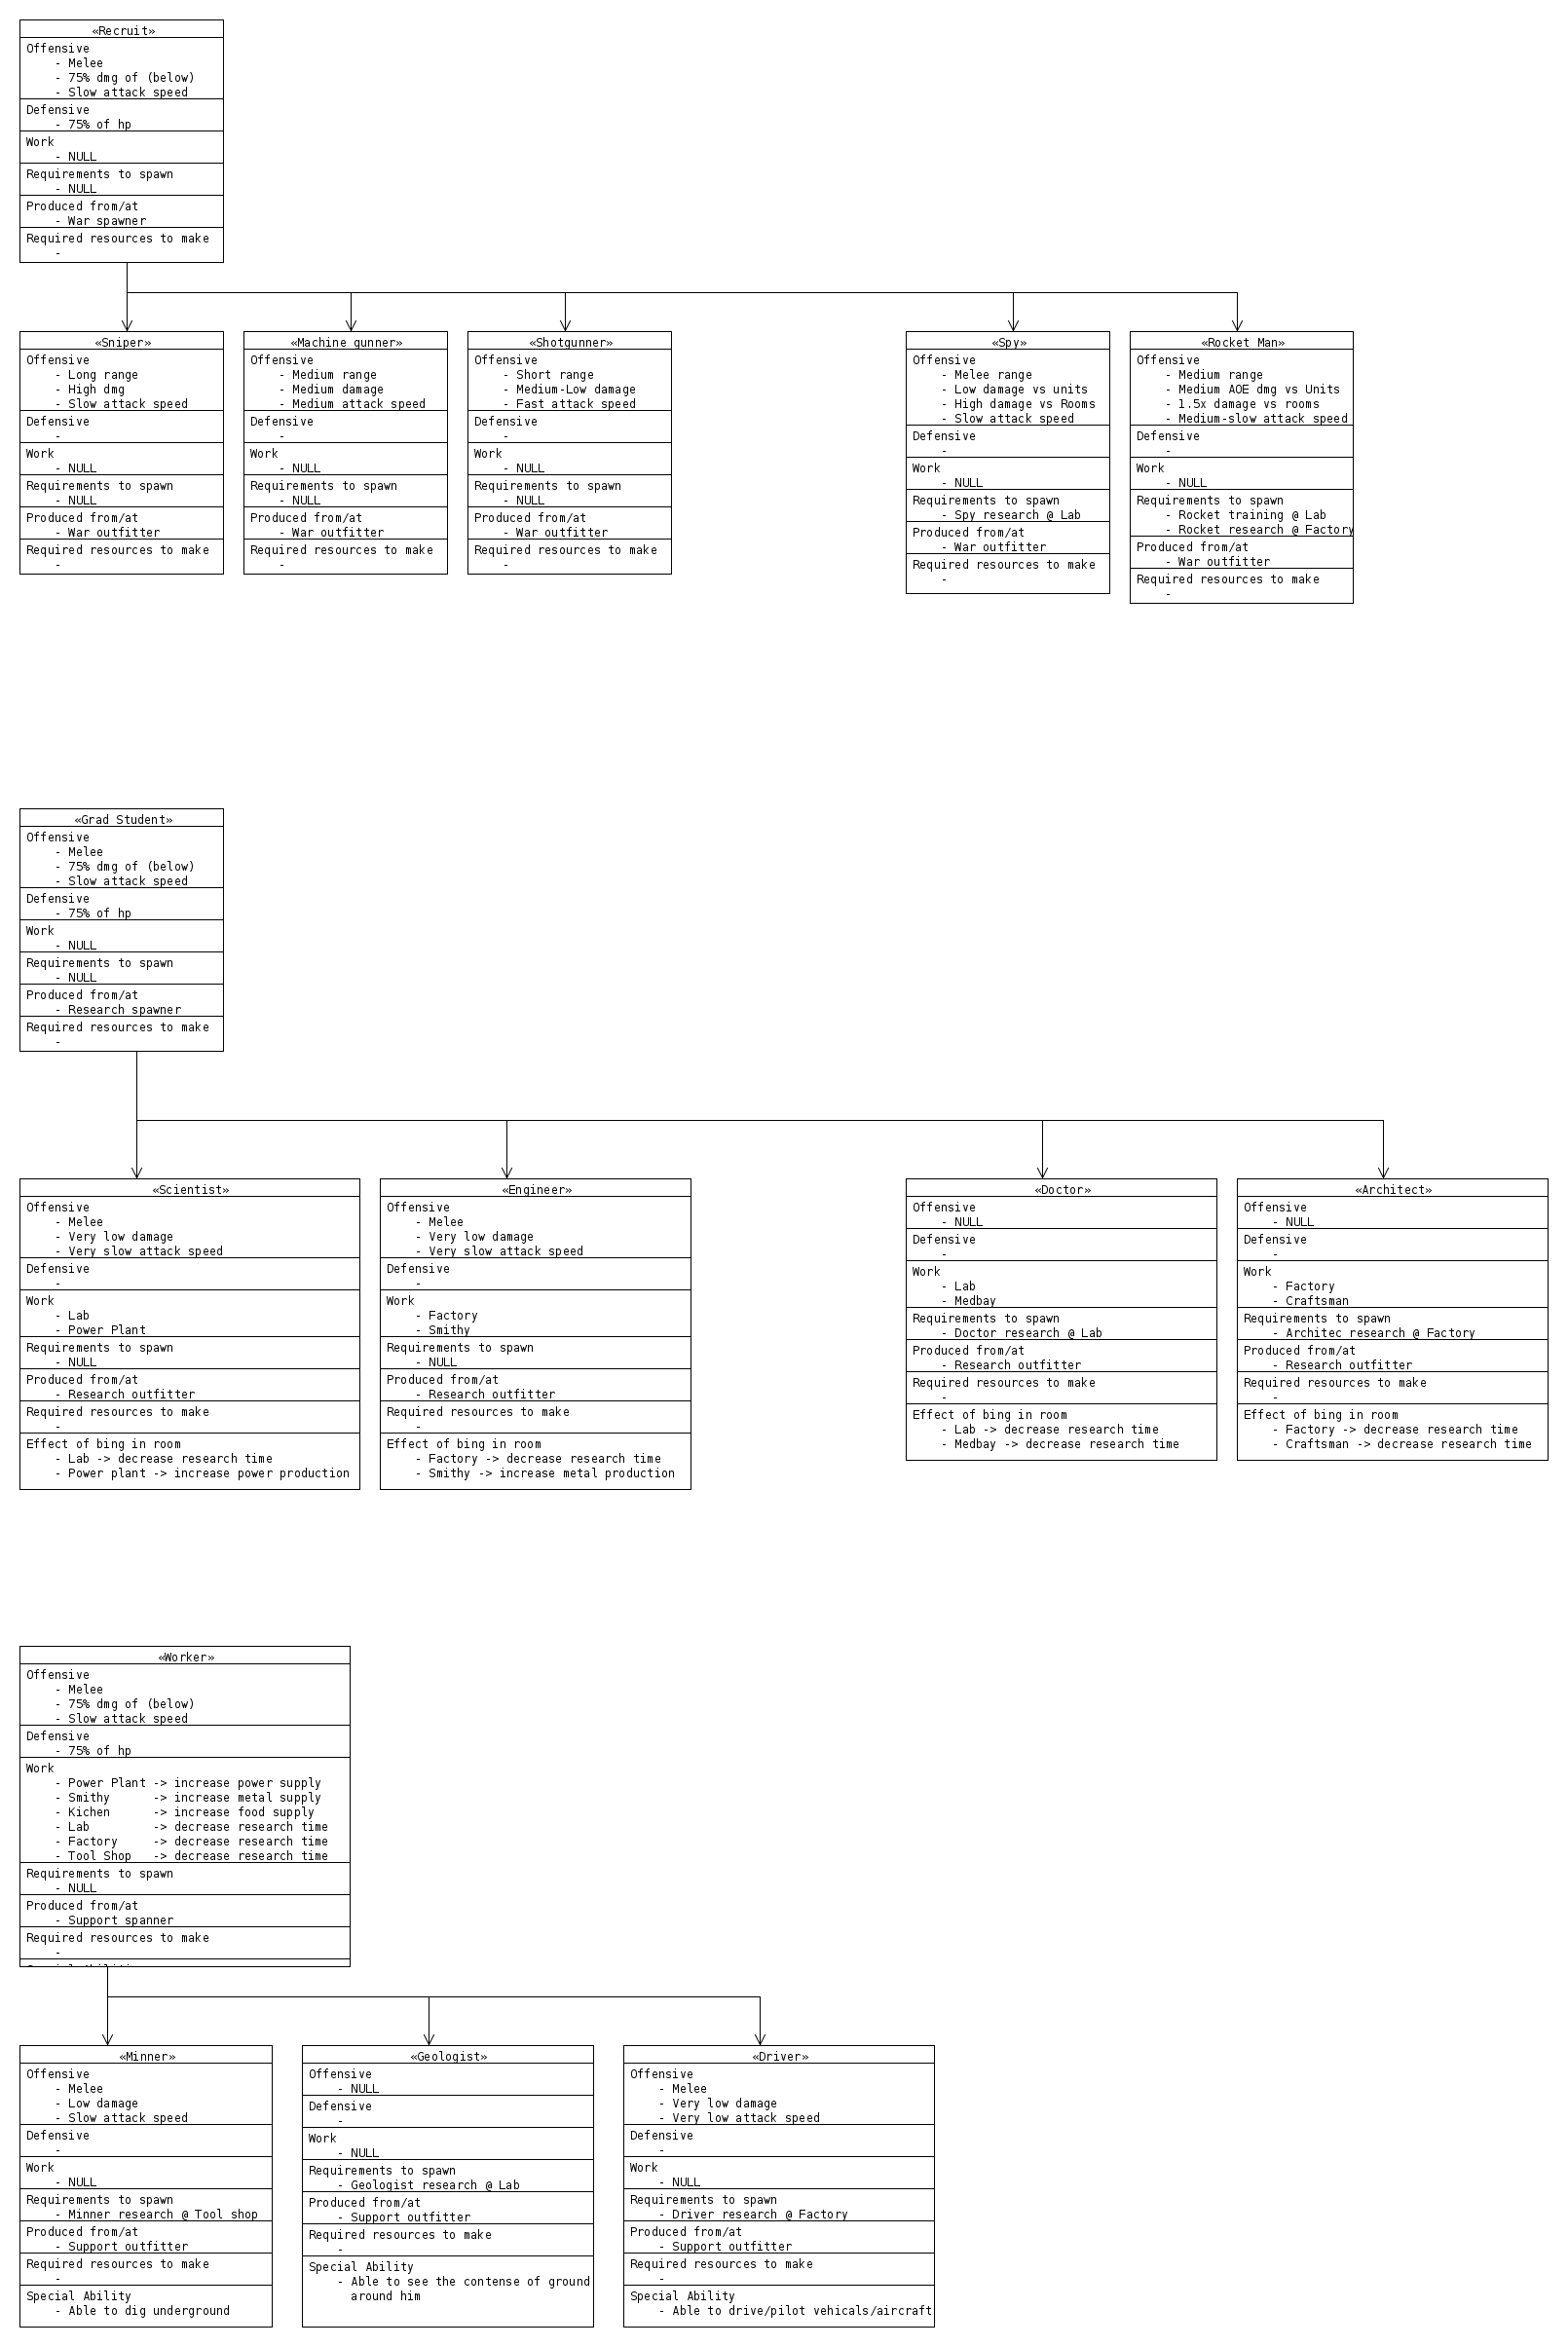 «Recruit»
Offensive
- Melee
- 75% dmg of (below)
- Slow attack speed
Defensive
- 75% of hp
Work
- NULL
Requirements to spawn
- NULL
Produced from/at
- War spawner
Required resources to make
-
«Sniper»
Offensive
- Long range
- High dmg
- Slow attack speed
Defensive
-
Work
- NULL
Requirements to spawn
- NULL
Produced from/at
- War outfitter
Required resources to make
-
«Machine gunner»
Offensive
- Medium range
- Medium damage
- Medium attack speed
Defensive
-
Work
- NULL
Requirements to spawn
- NULL
Produced from/at
- War outfitter
Required resources to make
-
«Shotgunner»
Offensive
- Short range
- Medium-Low damage
- Fast attack speed
Defensive
-
Work
- NULL
Requirements to spawn
- NULL
Produced from/at
- War outfitter
Required resources to make
-
«Spy»
Offensive
- Melee range
- Low damage vs units
- High damage vs Rooms
- Slow attack speed
Defensive
-
Work
- NULL
Requirements to spawn
- Spy research @ Lab
Produced from/at
- War outfitter
Required resources to make
-
«Rocket Man»
Offensive
- Medium range
- Medium AOE dmg vs Units
- 1.5x damage vs rooms
- Medium-slow attack speed
Defensive
-
Work
- NULL
Requirements to spawn
- Rocket training @ Lab
- Rocket research @ Factory
Produced from/at
- War outfitter
Required resources to make
-
«Grad Student»
Offensive
- Melee
- 75% dmg of (below)
- Slow attack speed
Defensive
- 75% of hp
Work
- NULL
Requirements to spawn
- NULL
Produced from/at
- Research spawner
Required resources to make
-
«Scientist»
Offensive
- Melee
- Very low damage
- Very slow attack speed
Defensive
-
Work
- Lab
- Power Plant
Requirements to spawn
- NULL
Produced from/at
- Research outfitter
Required resources to make
-
Effect of bing in room
- Lab -> decrease research time
- Power plant -> increase power production
«Engineer»
Offensive
- Melee
- Very low damage
- Very slow attack speed
Defensive
-
Work
- Factory
- Smithy
Requirements to spawn
- NULL
Produced from/at
- Research outfitter
Required resources to make
-
Effect of bing in room
- Factory -> decrease research time
- Smithy -> increase metal production
«Doctor»
Offensive
- NULL
Defensive
-
Work
- Lab
- Medbay
Requirements to spawn
- Doctor research @ Lab
Produced from/at
- Research outfitter
Required resources to make
-
Effect of bing in room
- Lab -> decrease research time
- Medbay -> decrease research time
«Architect»
Offensive
- NULL
Defensive
-
Work
- Factory
- Craftsman
Requirements to spawn
- Architec research @ Factory
Produced from/at
- Research outfitter
Required resources to make
-
Effect of bing in room
- Factory -> decrease research time
- Craftsman -> decrease research time
«Worker»
Offensive
- Melee
- 75% dmg of (below)
- Slow attack speed
Defensive
- 75% of hp
Work
- Power Plant -> increase power supply
- Smithy -> increase metal supply
- Kichen -> increase food supply
- Lab -> decrease research time
- Factory -> decrease research time
- Tool Shop -> decrease research time
Requirements to spawn
- NULL
Produced from/at
- Support spanner
Required resources to make
-
«Minner»
Offensive
- Melee
- Low damage
- Slow attack speed
Defensive
-
Work
- NULL
Requirements to spawn
- Minner research @ Tool shop
Produced from/at
- Support outfitter
Required resources to make
-
Special Ability
- Able to dig underground
«Geologist»
Offensive
- NULL
Defensive
-
Work
- NULL
Requirements to spawn
- Geologist research @ Lab
Produced from/at
- Support outfitter
Required resources to make
-
Special Ability
- Able to see the contense of ground
around him
«Driver»
Offensive
- Melee
- Very low damage
- Very low attack speed
Defensive
-
Work
- NULL
Requirements to spawn
- Driver research @ Factory
Produced from/at
- Support outfitter
Required resources to make
-
Special Ability
- Able to drive/pilot vehicals/aircraft